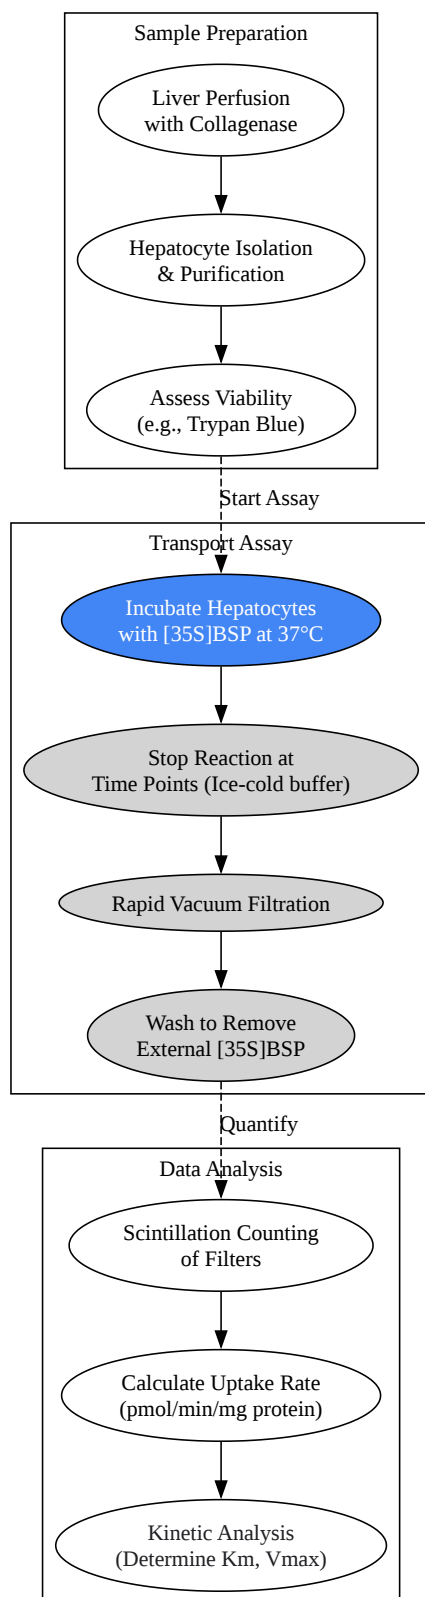 Sample Preparation
Liver Perfusion
with Collagenase
Hepatocyte Isolation
& Purification
Assess Viability
(e.g., Trypan Blue)
Start Assay
Transport Assay
Incubate Hepatocytes
with [35S]BSP at 37°C
Stop Reaction at
Time Points (Ice-cold buffer)
Rapid Vacuum Filtration
Wash to Remove
External [35S]BSP
Quantify
Data Analysis
Scintillation Counting
of Filters
Calculate Uptake Rate
(pmol/min/mg protein)
Kinetic Analysis
(Determine Km, Vmax)